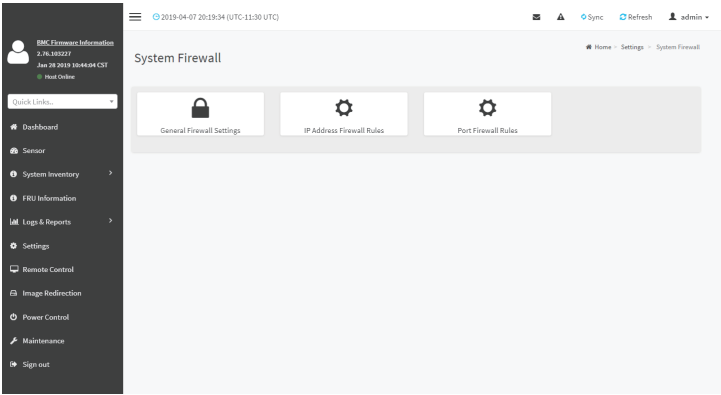 BMC Firmware Information
2.76.103227
Jan 28 2019 10:44:04 CST
Host Online
Quick Links..
Dashboard
Sensor
System Inventory
FRU Information
Logs & Reports
Settings
Remote Control
Image Redirection
Power Control
Maintenance
Sign out
2019-04-07 20:19:34 (UTC-11:30 UTC)
Sync
Refresh
admin
System Firewall
Home > Settings > System Firewall
General Firewall Settings
IP Address Firewall Rules
Port Firewall Rules